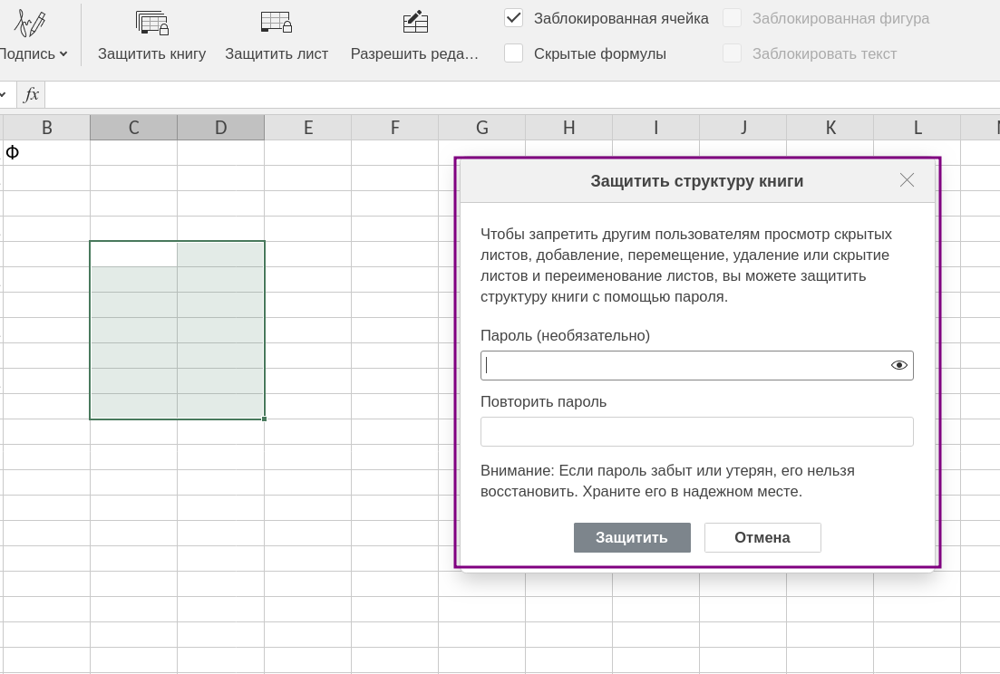 Заблокированная ячейка Заблокированная фигура
Подпись Защитить книгу Защитить лист Разрешить реда… Скрытые формулы Заблокировать текст
fx
B C D E F G H I J K L
Ф
Защитить структуру книги
Чтобы запретить другим пользователям просмотр скрытых
листов, добавление, перемещение, удаление или скрытие
листов и переименование листов, вы можете защитить
структуру книги с помощью пароля.
Пароль (необязательно)
Повторить пароль
Внимание: Если пароль забыт или утерян, его нельзя
восстановить. Храните его в надежном месте.
Защитить Отмена